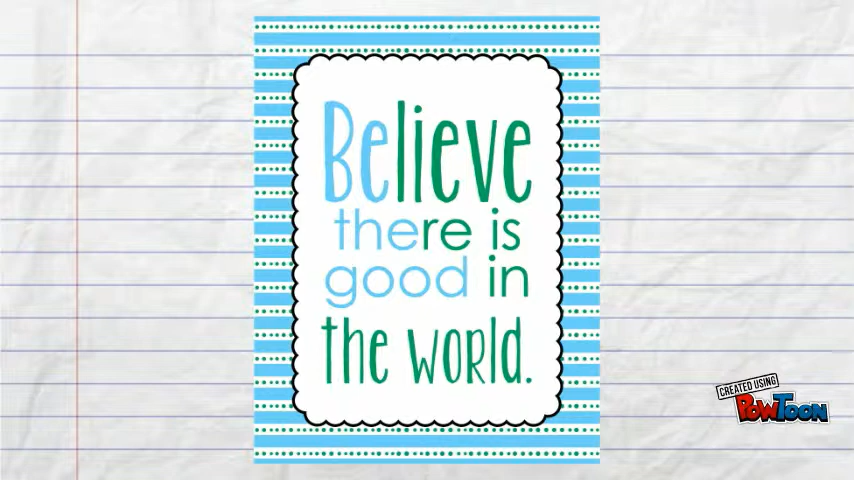 Believe
there is
good in
the world.
CREATED USING
POWTOON